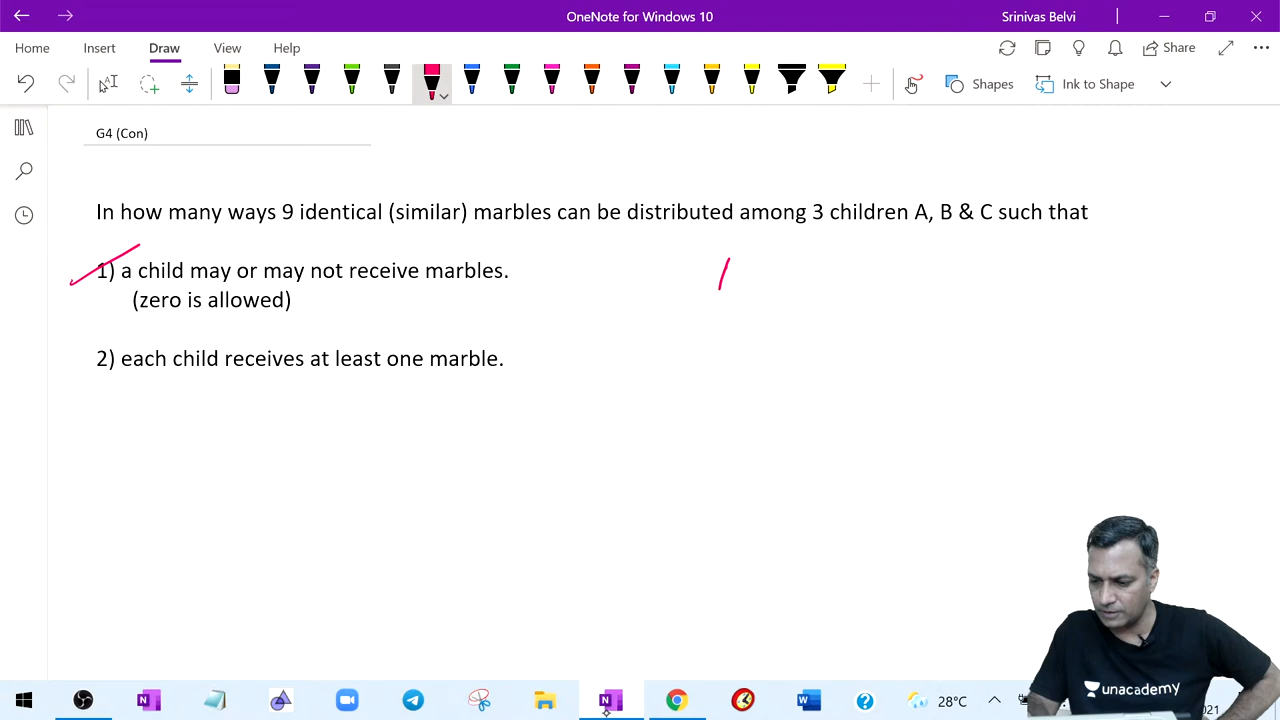 OneNote for Windows 10
Srinivas Belvi
Home Insert Draw View Help
Share
Shapes
Ink to Shape
G4 (Con)
In how many ways 9 identical (similar) marbles can be distributed among 3 children A, B & C such that
1) a child may or may not receive marbles.
(zero is allowed)
2) each child receives at least one marble.
unacademy
28°C